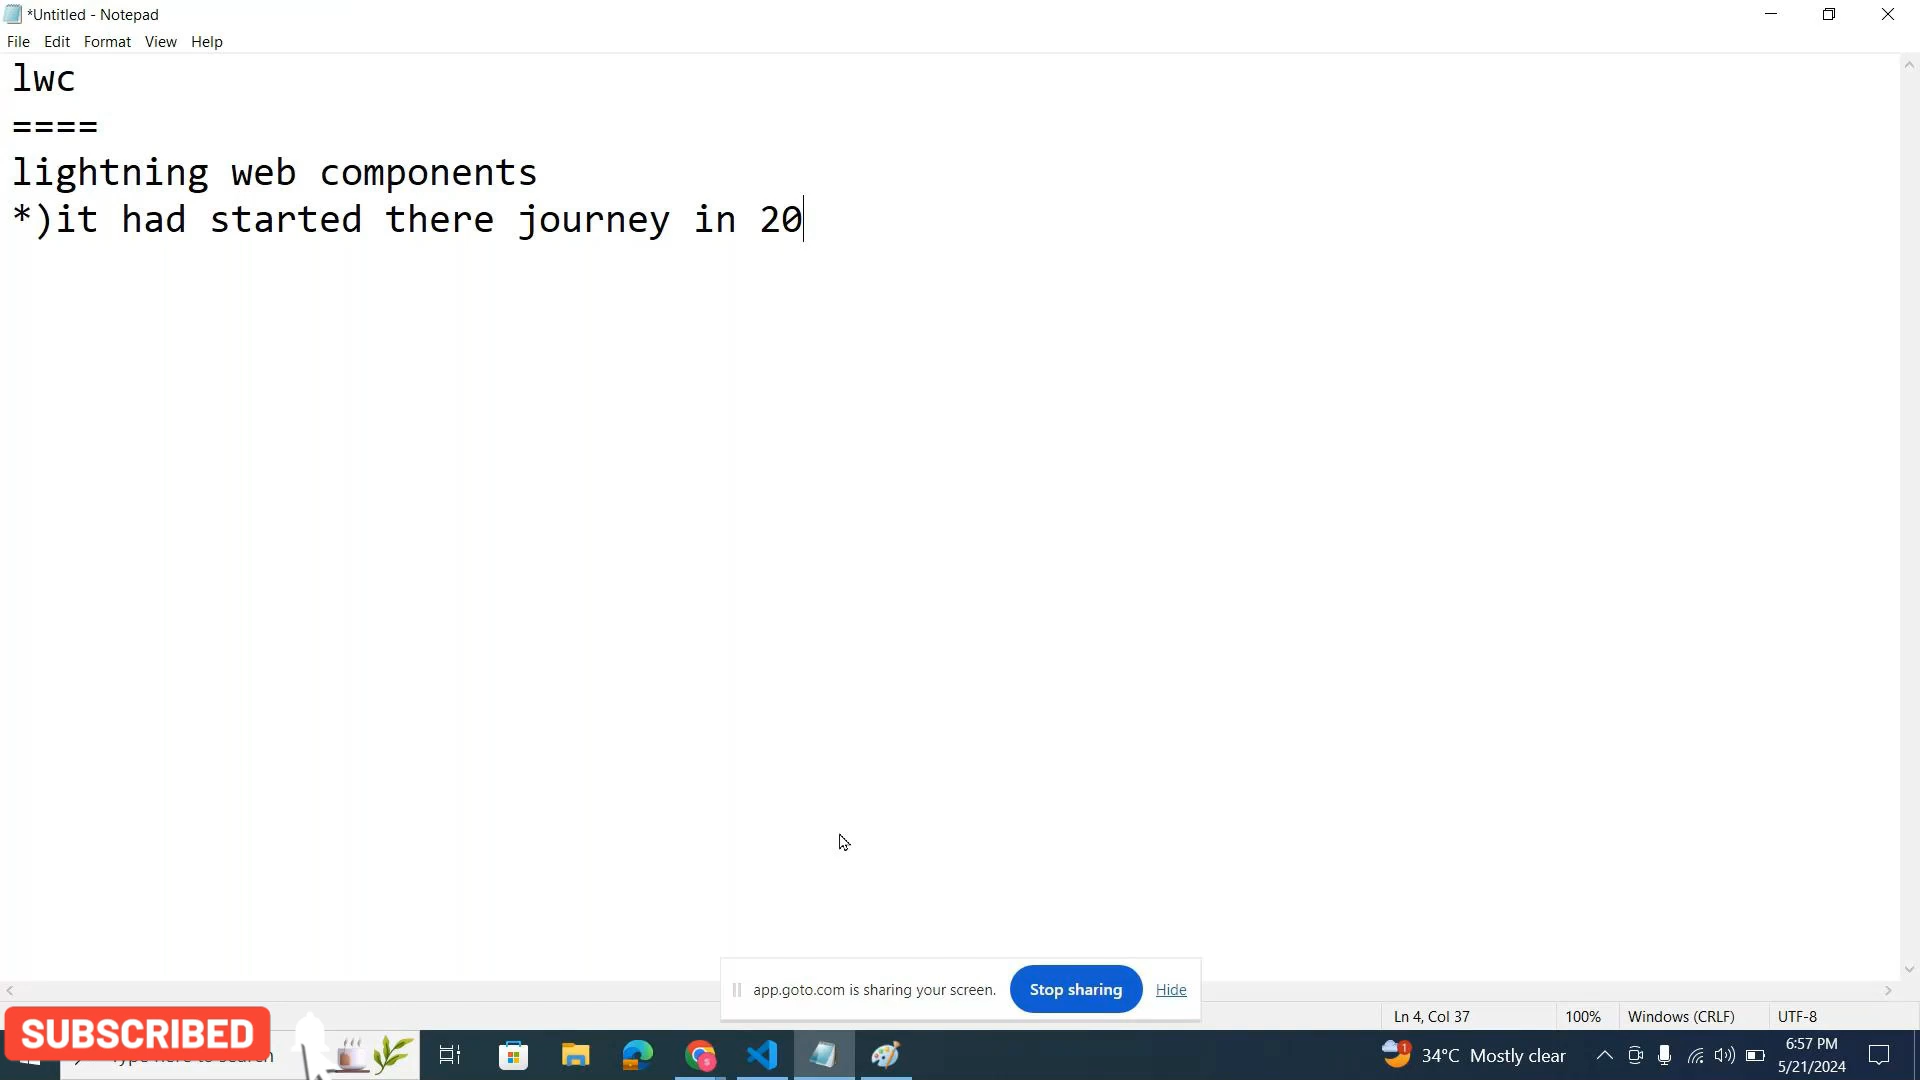 *Untitled - Notepad
File Edit Format View Help
lwc
====
lightning web components
*)it had started there journey in 20
app.goto.com is sharing your screen. Stop sharing Hide
Ln 4, Col 37 100% Windows (CRLF) UTF-8
SUBSCRIBED
34°C Mostly clear
6:57 PM
5/21/2024